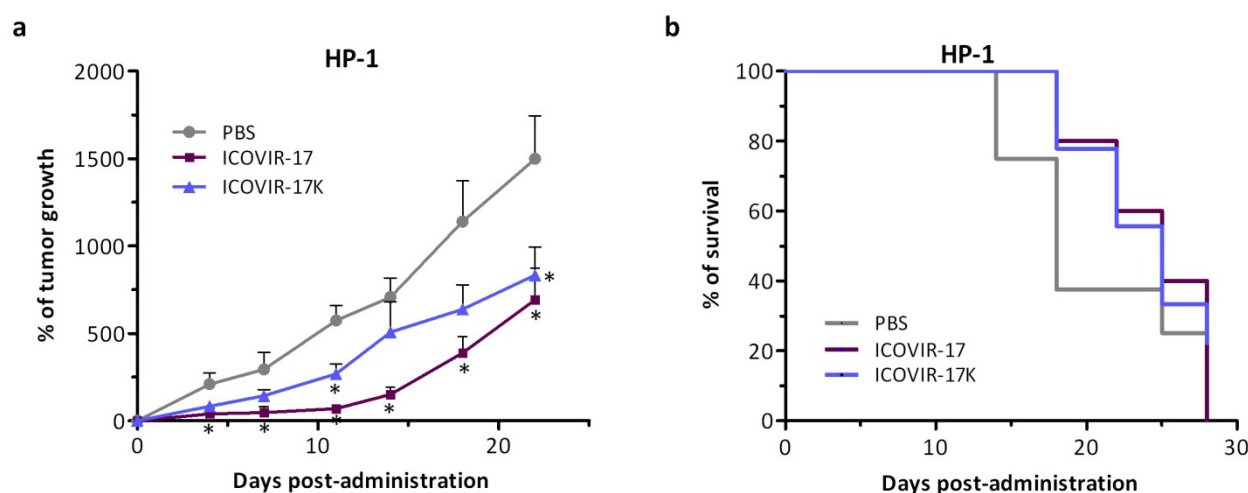 a
HP-1
2000
1500
1000
500
0
% of tumor growth
PBS
ICOVIR-17
ICOVIR-17K
* * * * * * * *
0 10 20
Days post-administration
b
HP-1
100
80
60
40
20
0
% of survival
PBS
ICOVIR-17
ICOVIR-17K
0 10 20 30
Days post-administration